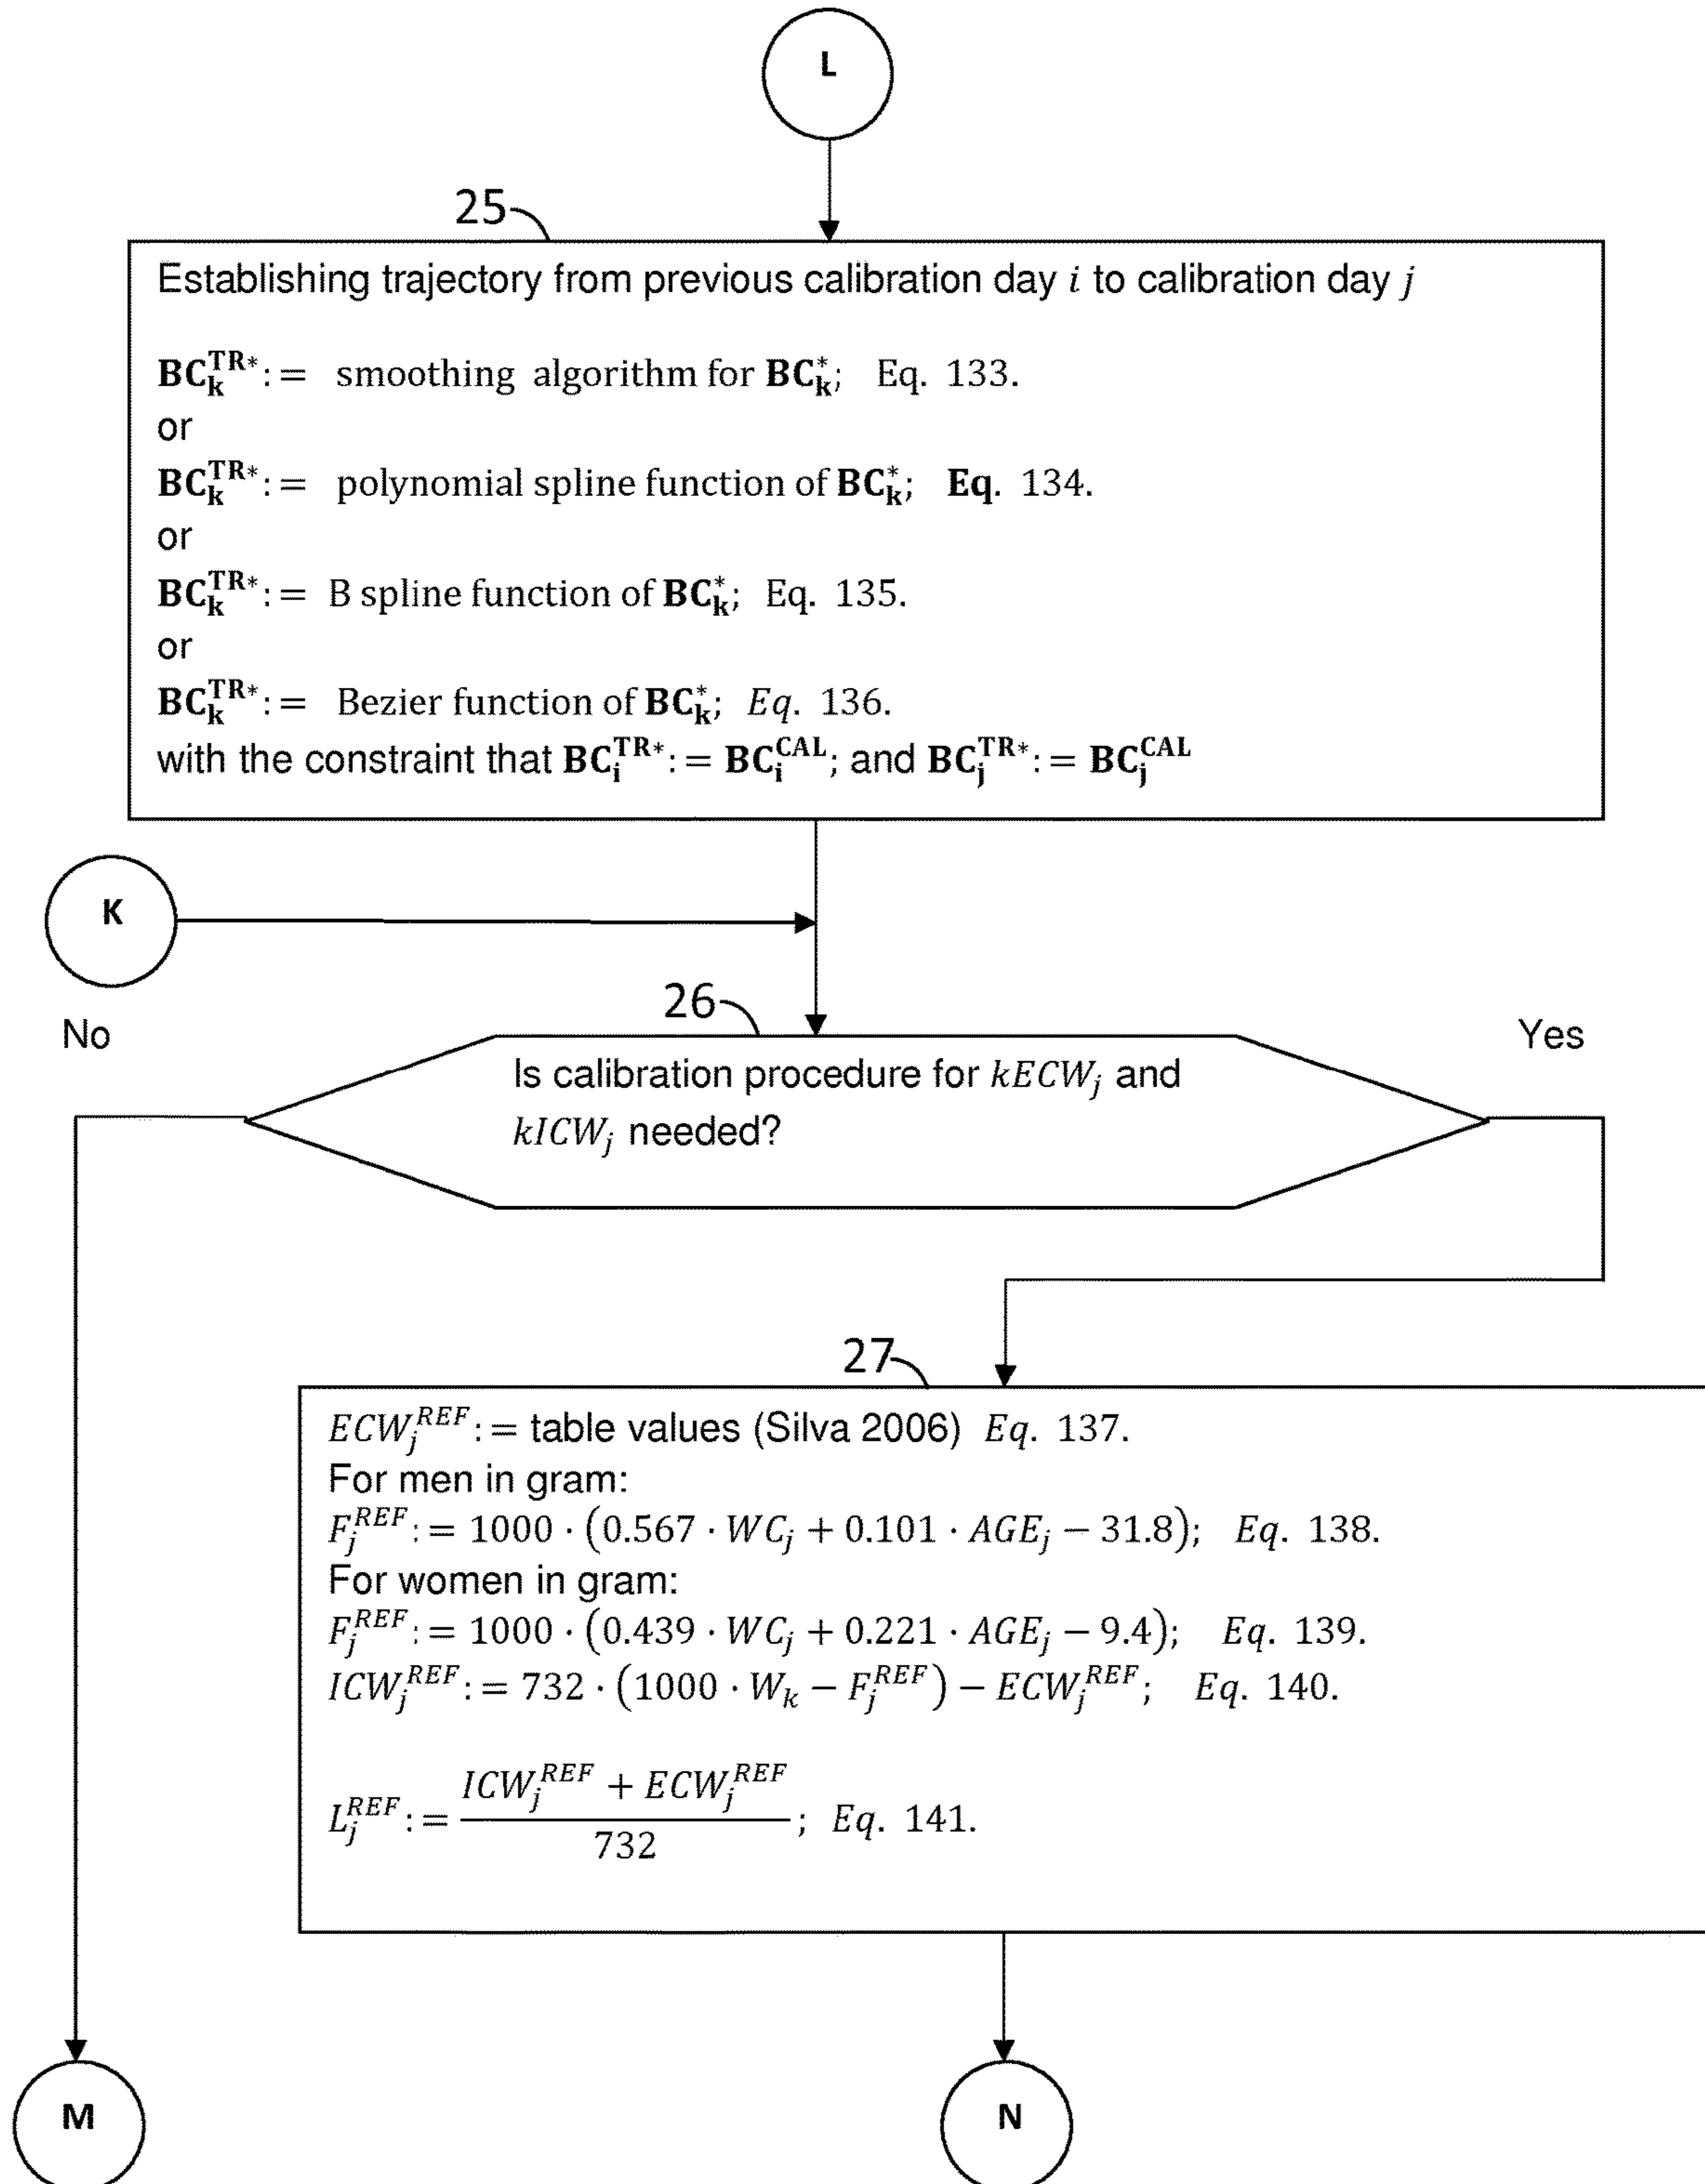 L
25
Establishing trajectory from previous calibration day i to calibration day j
BC_k^{TR*} := smoothing algorithm for BC_k^*; Eq. 133.
or
BC_k^{TR*} := polynomial spline function of BC_k^*; Eq. 134.
or
BC_k^{TR*} := B spline function of BC_k^*; Eq. 135.
or
BC_k^{TR*} := Bezier function of BC_k^*; Eq. 136.
with the constraint that BC_i^{TR*} := BC_i^{CAL}; and BC_j^{TR*} := BC_j^{CAL}
K
26
No
Yes
Is calibration procedure for kECW_j and
kICW_j needed?
27
ECW_j^{REF} := table values (Silva 2006) Eq. 137.
For men in gram:
F_j^{REF} := 1000 · (0.567 · WC_j + 0.101 · AGE_j − 31.8); Eq. 138.
For women in gram:
F_j^{REF} := 1000 · (0.439 · WC_j + 0.221 · AGE_j − 9.4); Eq. 139.
ICW_j^{REF} := 732 · (1000 · W_k − F_j^{REF}) − ECW_j^{REF}; Eq. 140.
L_j^{REF} := (ICW_j^{REF} + ECW_j^{REF}) / 732; Eq. 141.
M
N